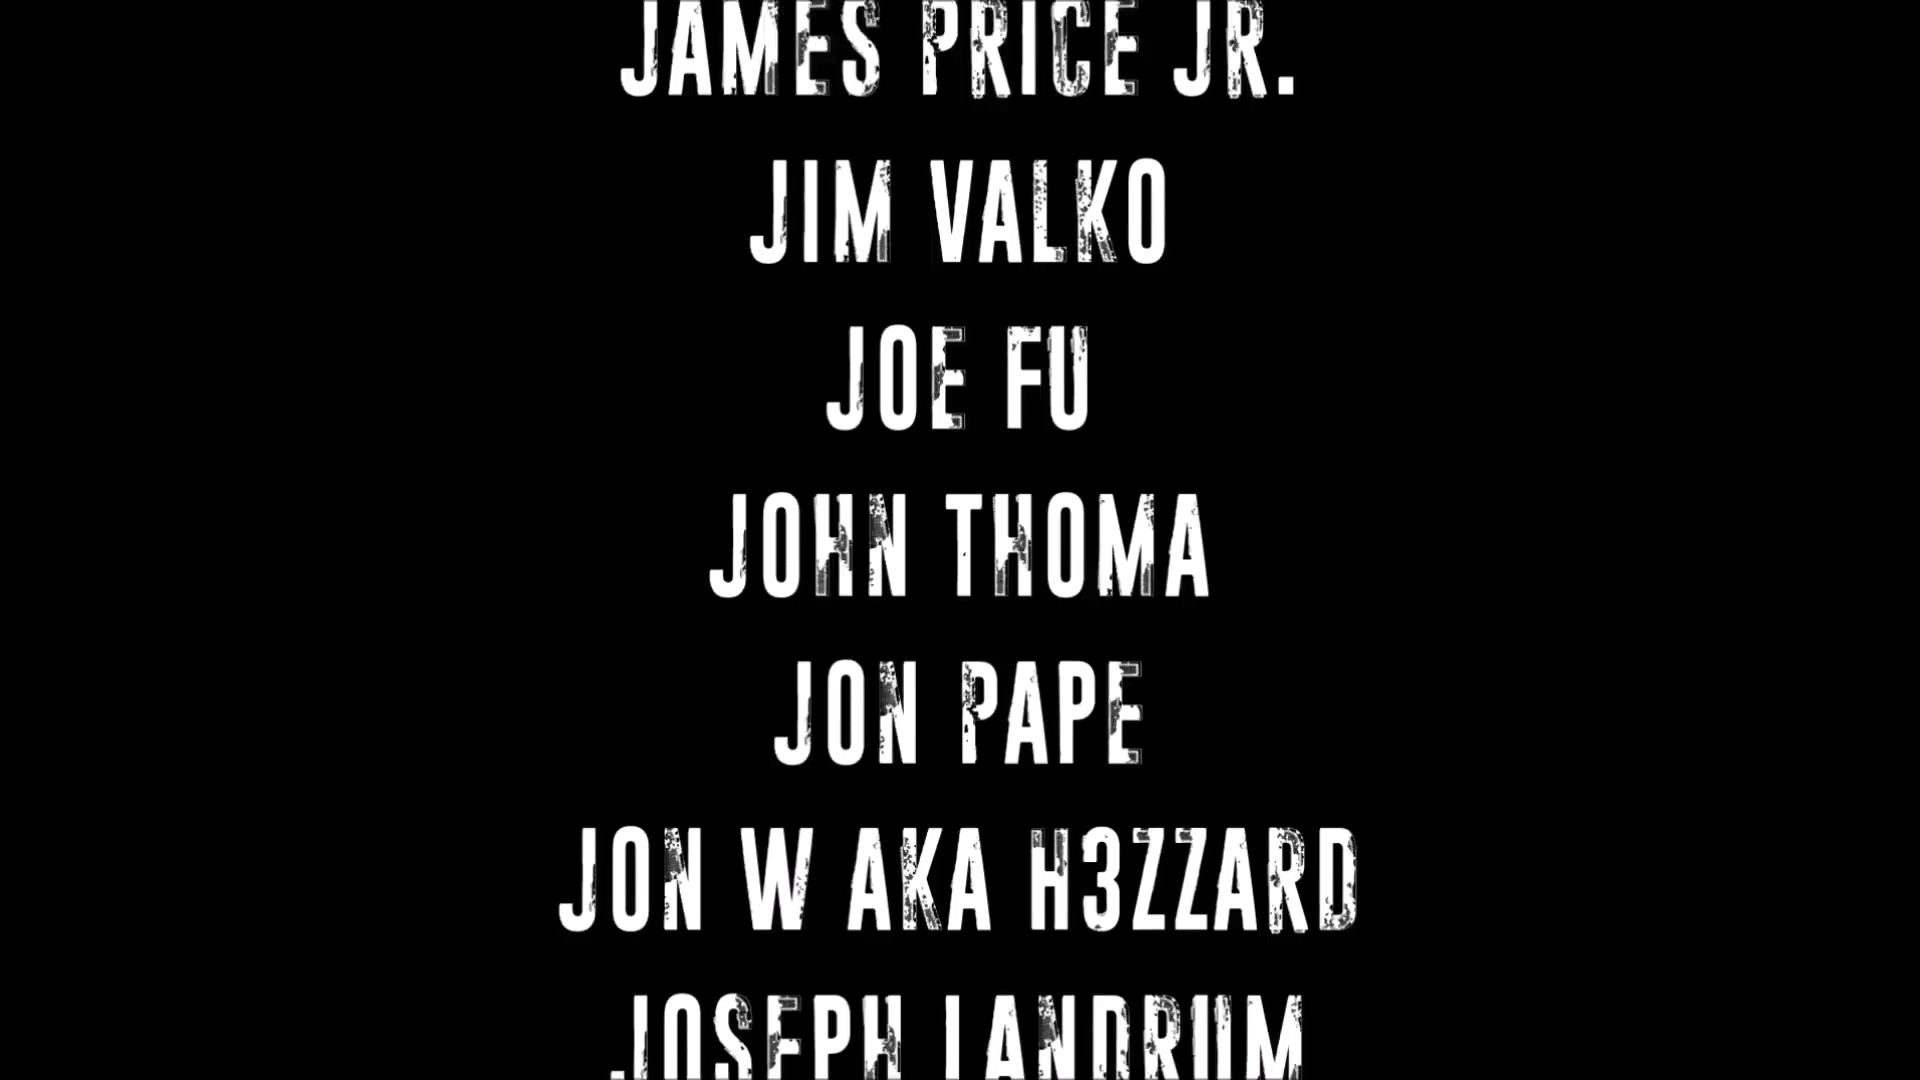 JAMES PRICE JR.
JIM VALKO
JOE FU
JOHN THOMA
JON PAPE
JON W AKA H3ZZARD
JOSEPH LANDRUM